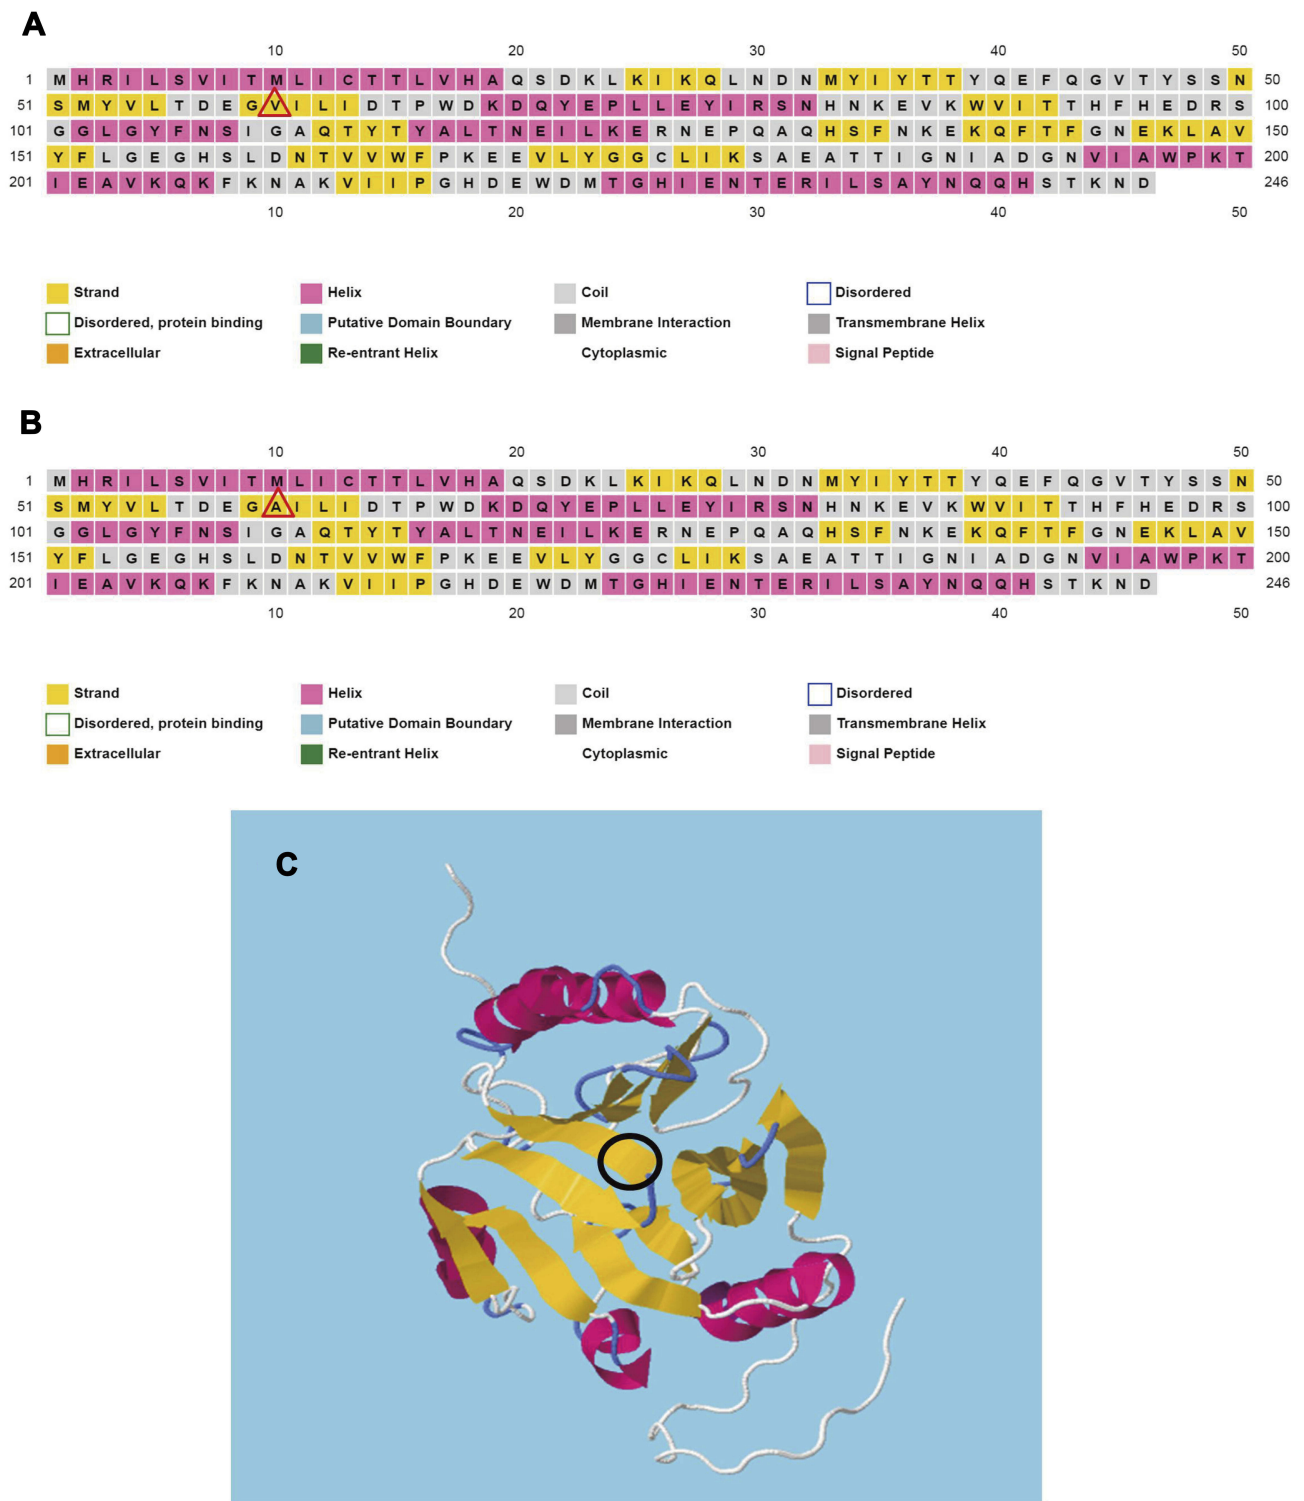 A
10 20 30 40 50
1 M H R I L S V I T M L I C T T L V H A Q S D K L K I K Q L N D N M Y I Y T T Y Q E F Q G V T Y S S N 50
51 S M Y V L T D E G V I L I D T P W D K D Q Y E P L L E Y I R S N H N K E V K W V I T T H F H E D R S 100
101 G G L G Y F N S I G A Q T Y T Y A L T N E I L K E R N E P Q A Q H S F N K E K Q F T F G N E K L A V 150
151 Y F L G E G H S L D N T V V W F P K E E V L Y G G C L I K S A E A T T I G N I A D G N V I A W P K T 200
201 I E A V K Q K F K N A K V I I P G H D E W D M T G H I E N T E R I L S A Y N Q Q H S T K N D 246
10 20 30 40 50
Strand Helix Coil Disordered
Disordered, protein binding Putative Domain Boundary Membrane Interaction Transmembrane Helix
Extracellular Re-entrant Helix Cytoplasmic Signal Peptide
B
10 20 30 40 50
1 M H R I L S V I T M L I C T T L V H A Q S D K L K I K Q L N D N M Y I Y T T Y Q E F Q G V T Y S S N 50
51 S M Y V L T D E G A I L I D T P W D K D Q Y E P L L E Y I R S N H N K E V K W V I T T H F H E D R S 100
101 G G L G Y F N S I G A Q T Y T Y A L T N E I L K E R N E P Q A Q H S F N K E K Q F T F G N E K L A V 150
151 Y F L G E G H S L D N T V V W F P K E E V L Y G G C L I K S A E A T T I G N I A D G N V I A W P K T 200
201 I E A V K Q K F K N A K V I I P G H D E W D M T G H I E N T E R I L S A Y N Q Q H S T K N D 246
10 20 30 40 50
Strand Helix Coil Disordered
Disordered, protein binding Putative Domain Boundary Membrane Interaction Transmembrane Helix
Extracellular Re-entrant Helix Cytoplasmic Signal Peptide
C